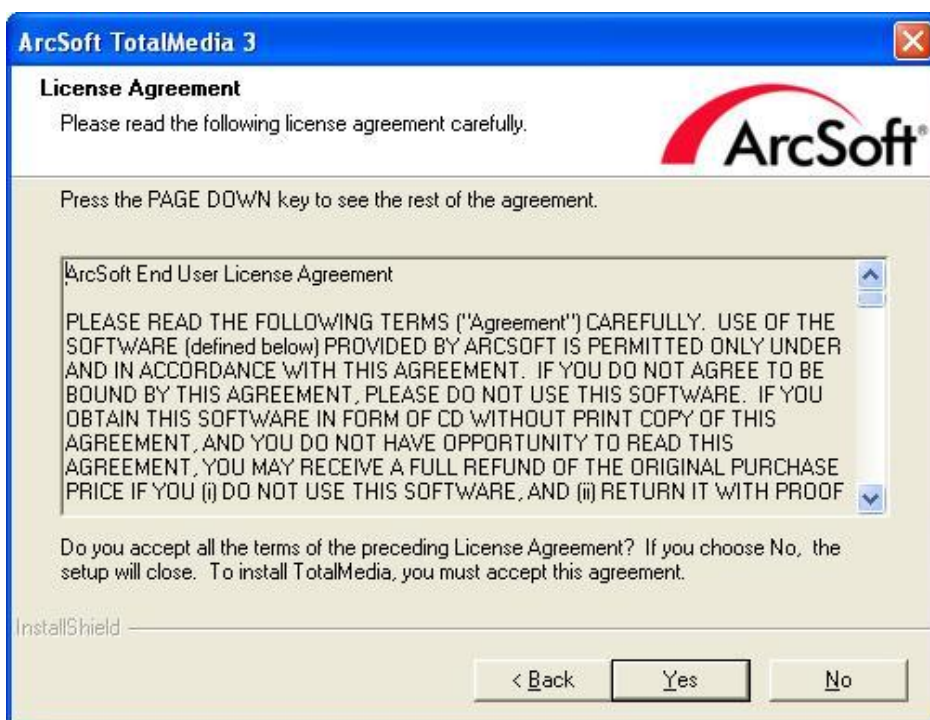 ArcSoft TotalMedia 3
License Agreement
Please read the following license agreement carefully.
ArcSoft®
Press the PAGE DOWN key to see the rest of the agreement.
ArcSoft End User License Agreement
PLEASE READ THE FOLLOWING TERMS ("Agreement") CAREFULLY. USE OF THE
SOFTWARE (defined below) PROVIDED BY ARCSOFT IS PERMITTED ONLY UNDER
AND IN ACCORDANCE WITH THIS AGREEMENT. IF YOU DO NOT AGREE TO BE
BOUND BY THIS AGREEMENT, PLEASE DO NOT USE THIS SOFTWARE. IF YOU
OBTAIN THIS SOFTWARE IN FORM OF CD WITHOUT PRINT COPY OF THIS
AGREEMENT, AND YOU DO NOT HAVE OPPORTUNITY TO READ THIS
AGREEMENT, YOU MAY RECEIVE A FULL REFUND OF THE ORIGINAL PURCHASE
PRICE IF YOU (i) DO NOT USE THIS SOFTWARE, AND (ii) RETURN IT WITH PROOF
Do you accept all the terms of the preceding License Agreement? If you choose No, the
setup will close. To install TotalMedia, you must accept this agreement.
InstallShield
< Back
Yes
No